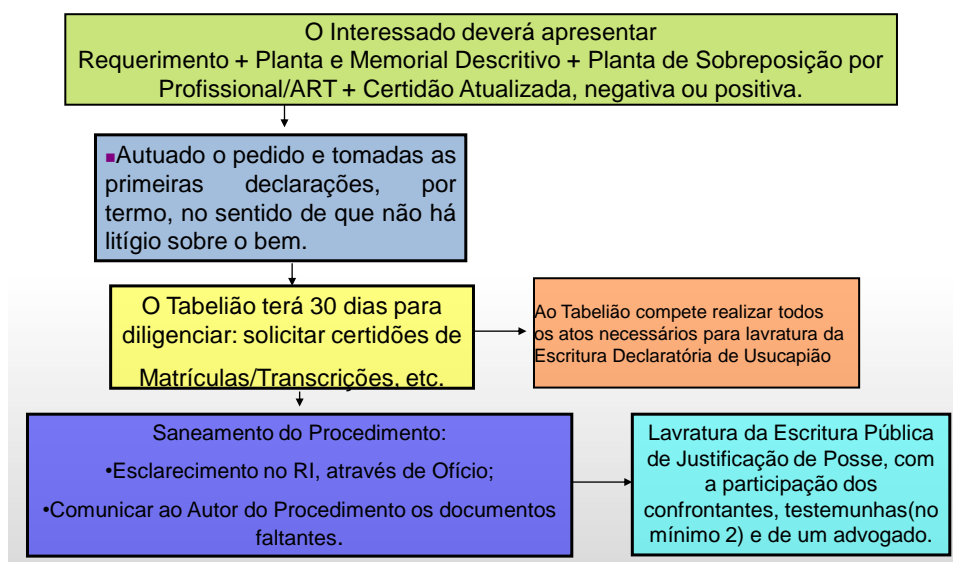 O Interessado deverá apresentar
Requerimento + Planta e Memorial Descritivo + Planta de Sobreposição por
Profissional/ART + Certidão Atualizada, negativa ou positiva.
▪Autuado o pedido e tomadas as
primeiras declarações, por
termo, no sentido de que não há
litígio sobre o bem.
O Tabelião terá 30 dias para
diligenciar: solicitar certidões de
Matrículas/Transcrições, etc.
Ao Tabelião compete realizar todos
os atos necessários para lavratura da
Escritura Declaratória de Usucapião
Saneamento do Procedimento:
•Esclarecimento no RI, através de Ofício;
•Comunicar ao Autor do Procedimento os documentos
faltantes.
Lavratura da Escritura Pública
de Justificação de Posse, com
a participação dos
confrontantes, testemunhas(no
mínimo 2) e de um advogado.